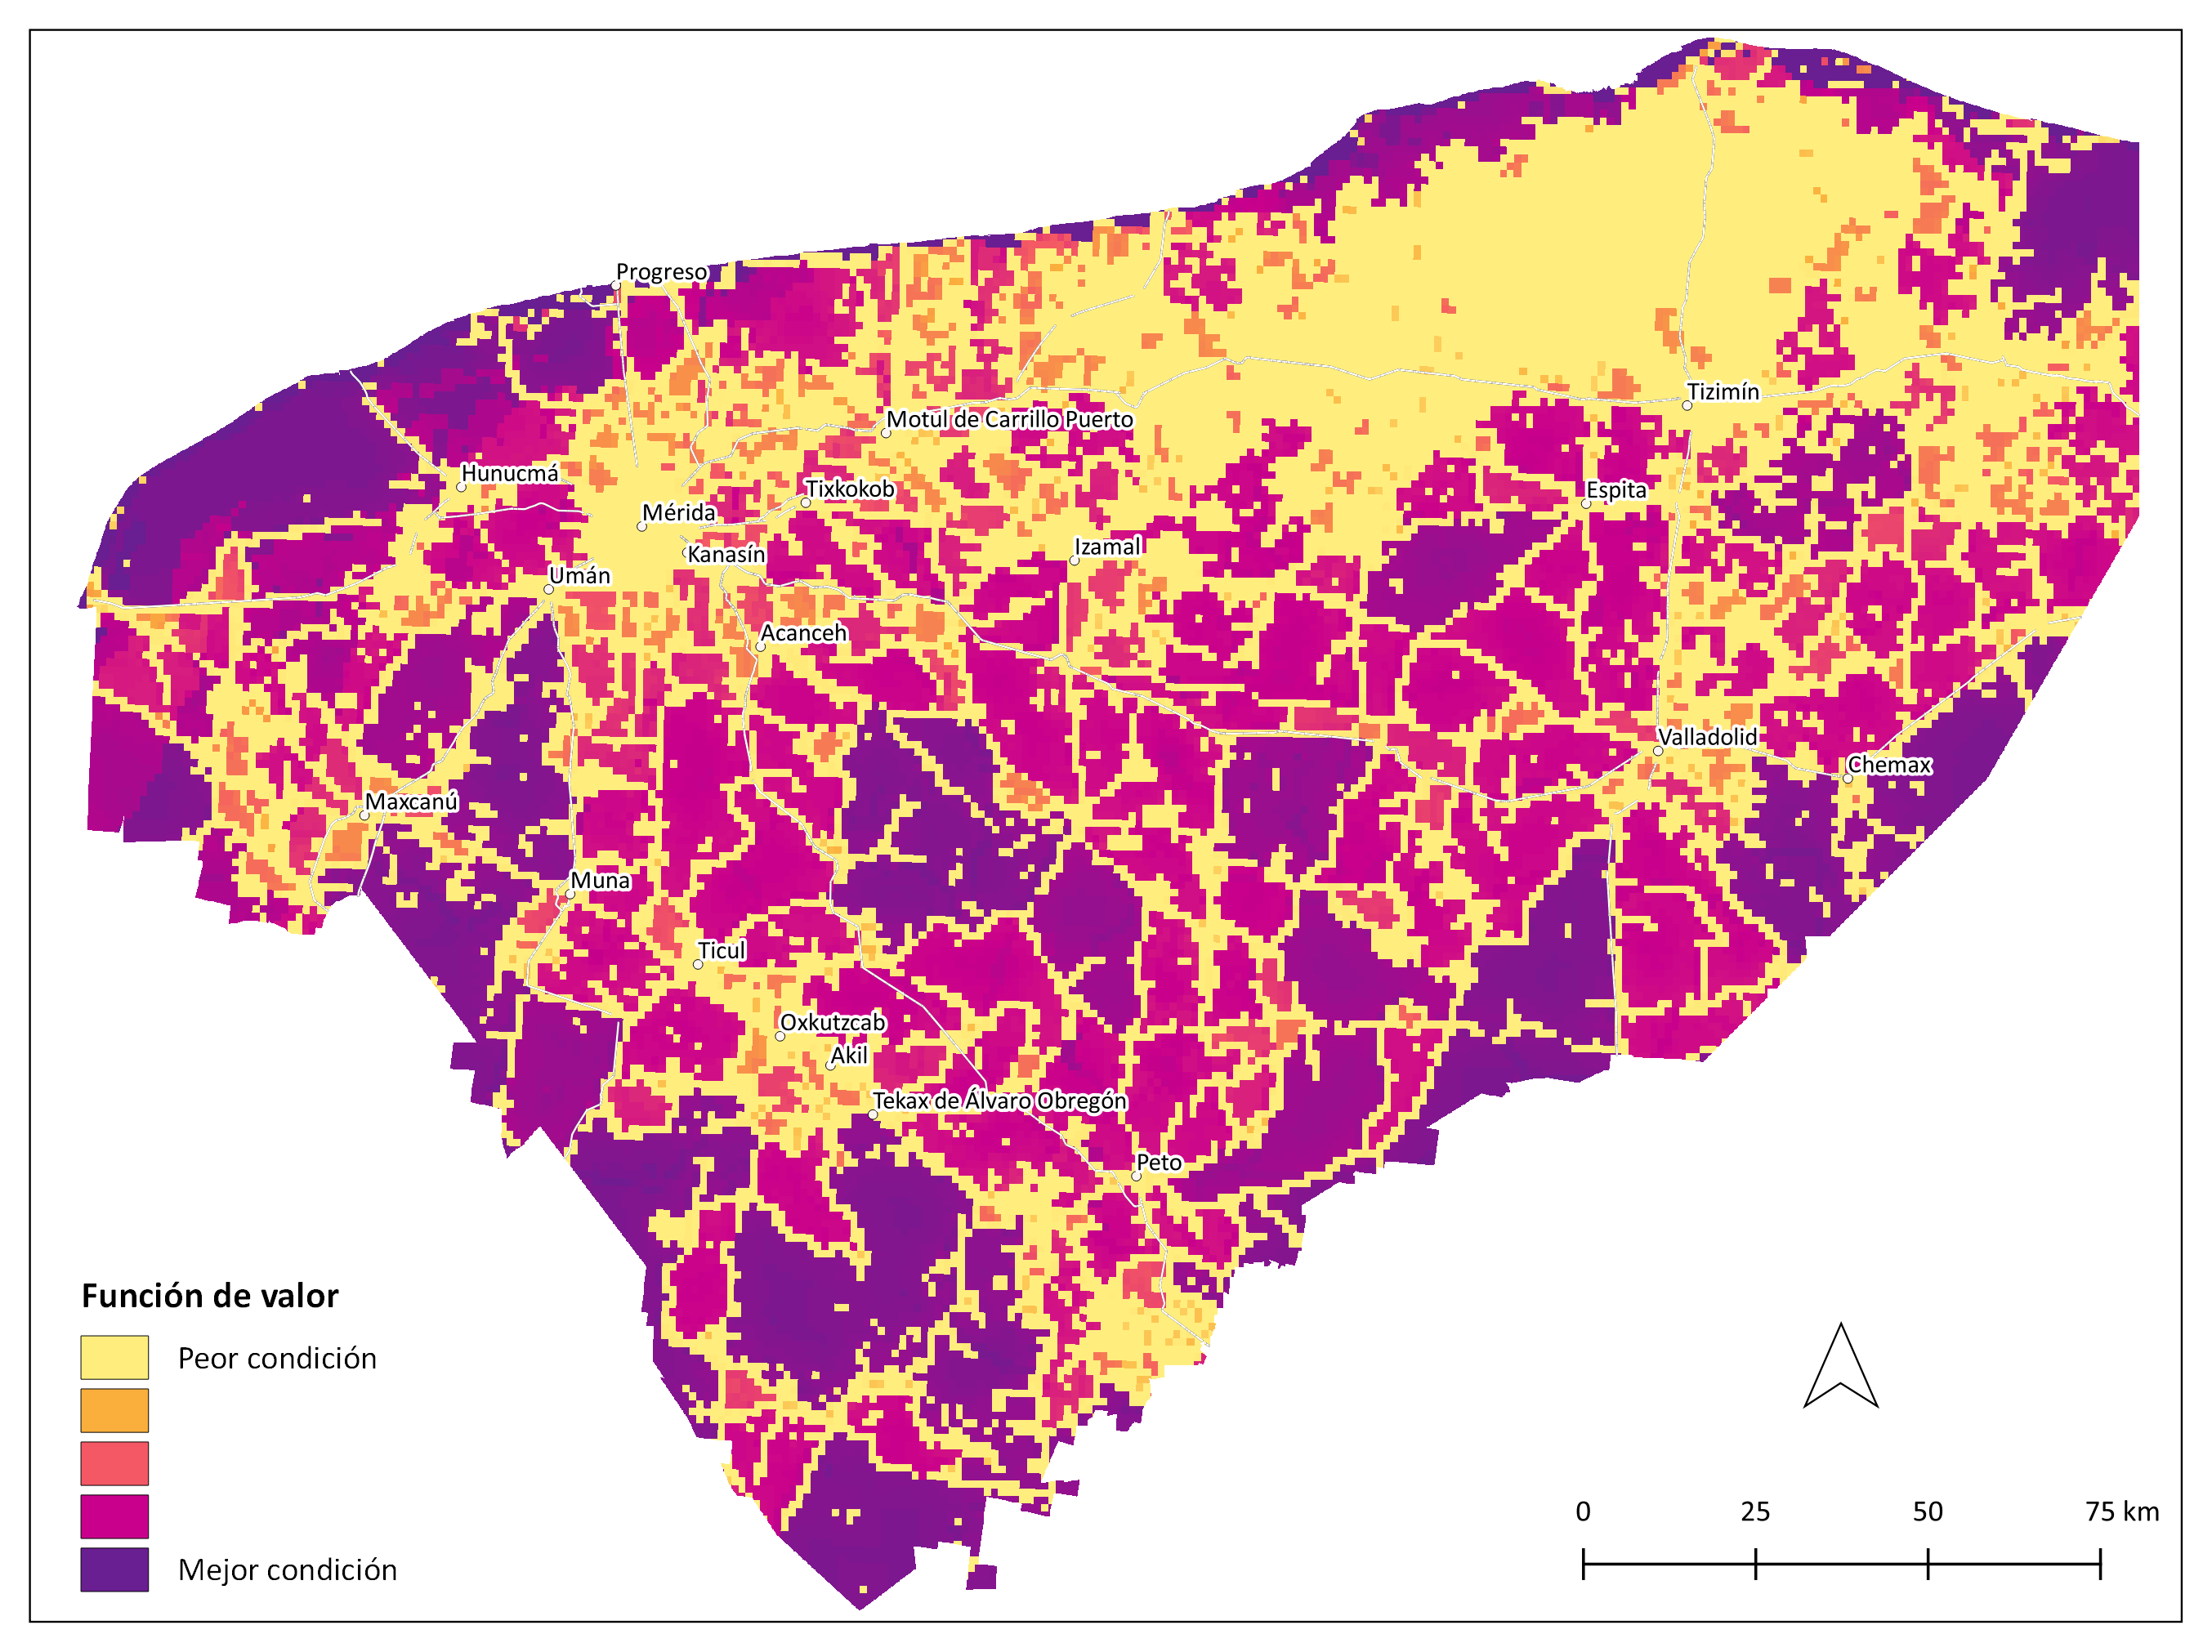 Progreso
Tizimín
Motul de Carrillo Puerto
Hunucmá
Tixkokob
Espita
Mérida
Izamal
Kanasín
Umán
Acanceh
Valladolid
Chemax
Maxcanú
Muna
Ticul
Oxkutzcab
Akil
Tekax de Álvaro Obregón
Peto
Función de valor
Peor condición
Mejor condición
0 25 50 75 km